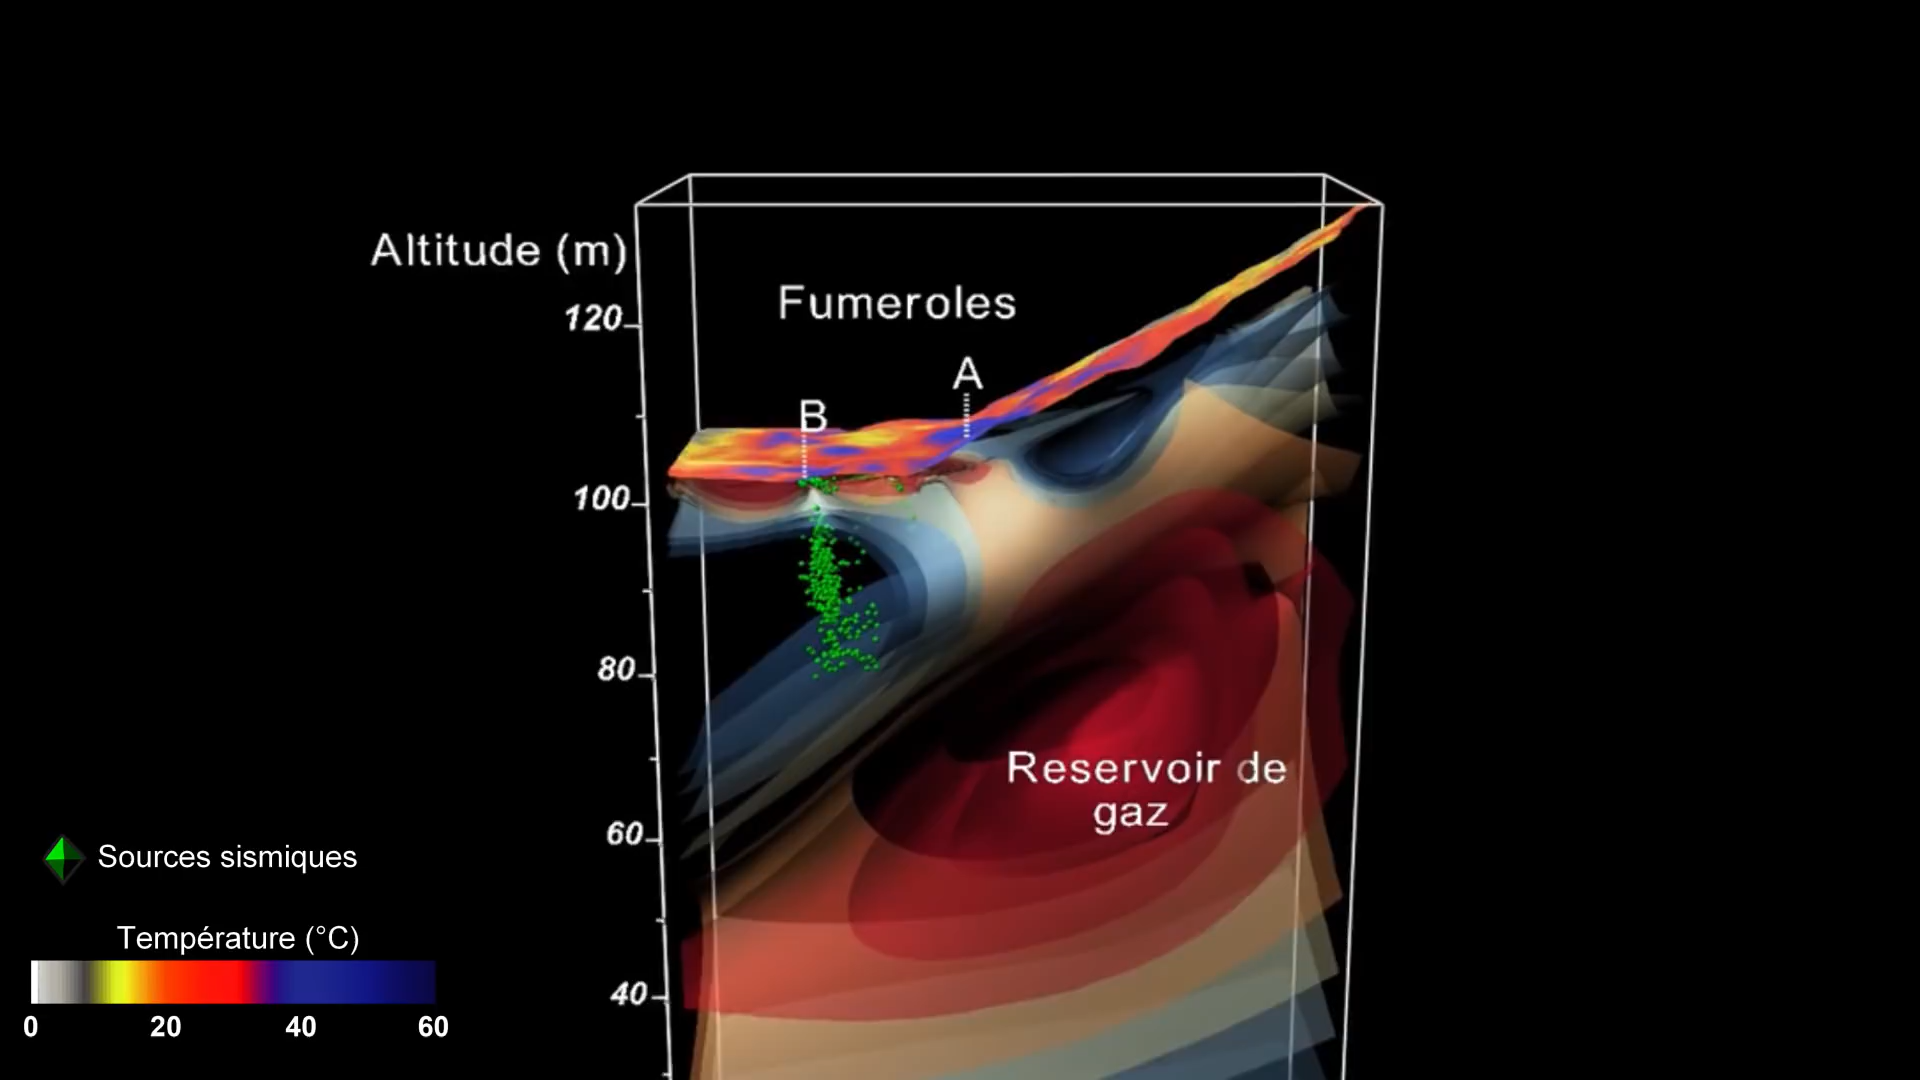 Altitude (m)
120
Fumeroles
A
B
100
80
Reservoir de
gaz
60
40
Sources sismiques
Température (°C)
0 20 40 60